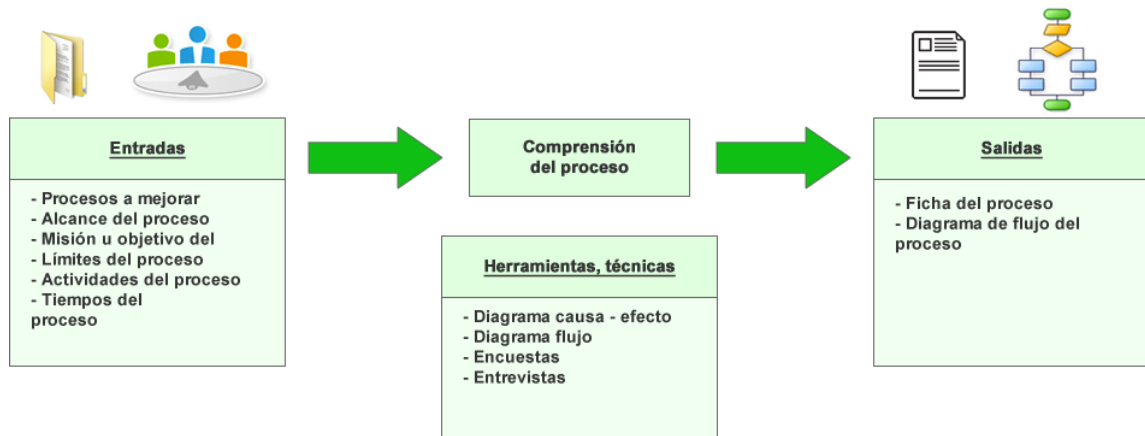 Entradas
- Procesos a mejorar
- Alcance del proceso
- Misión u objetivo del
- Límites del proceso
- Actividades del proceso
- Tiempos del
proceso
Comprensión
del proceso
Herramientas, técnicas
- Diagrama causa - efecto
- Diagrama flujo
- Encuestas
- Entrevistas
Salidas
- Ficha del proceso
- Diagrama de flujo del
proceso